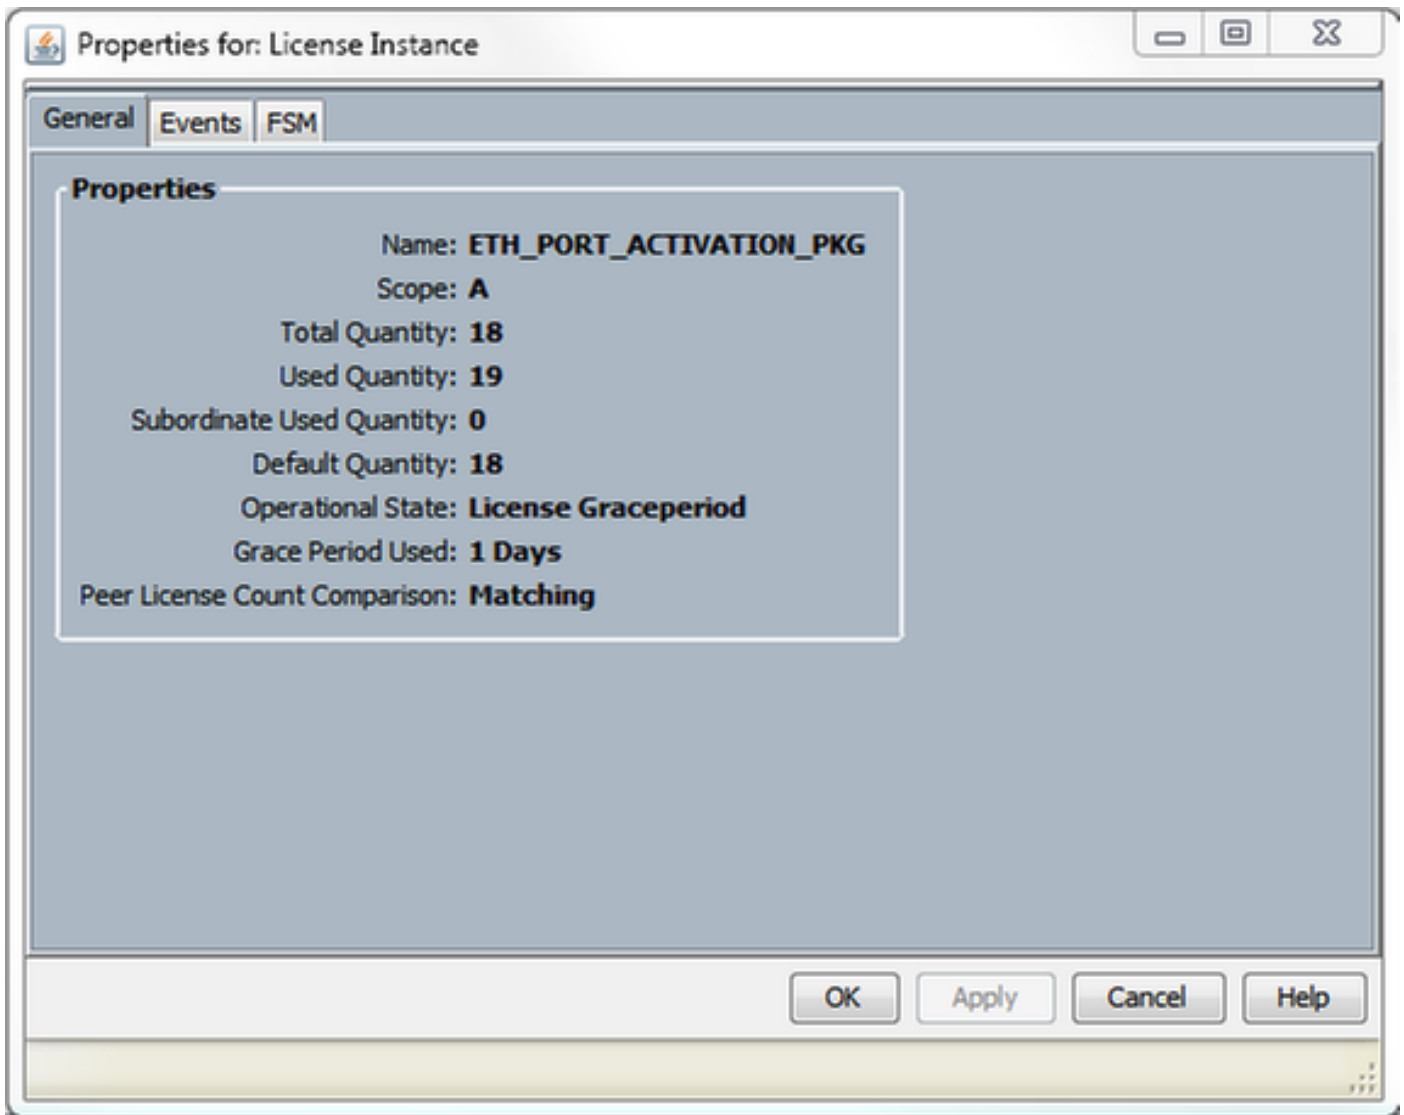 Properties for: License Instance
General Events FSM
Properties
Name: ETH_PORT_ACTIVATION_PKG
Scope: A
Total Quantity: 18
Used Quantity: 19
Subordinate Used Quantity: 0
Default Quantity: 18
Operational State: License Graceperiod
Grace Period Used: 1 Days
Peer License Count Comparison: Matching
OK Apply Cancel Help